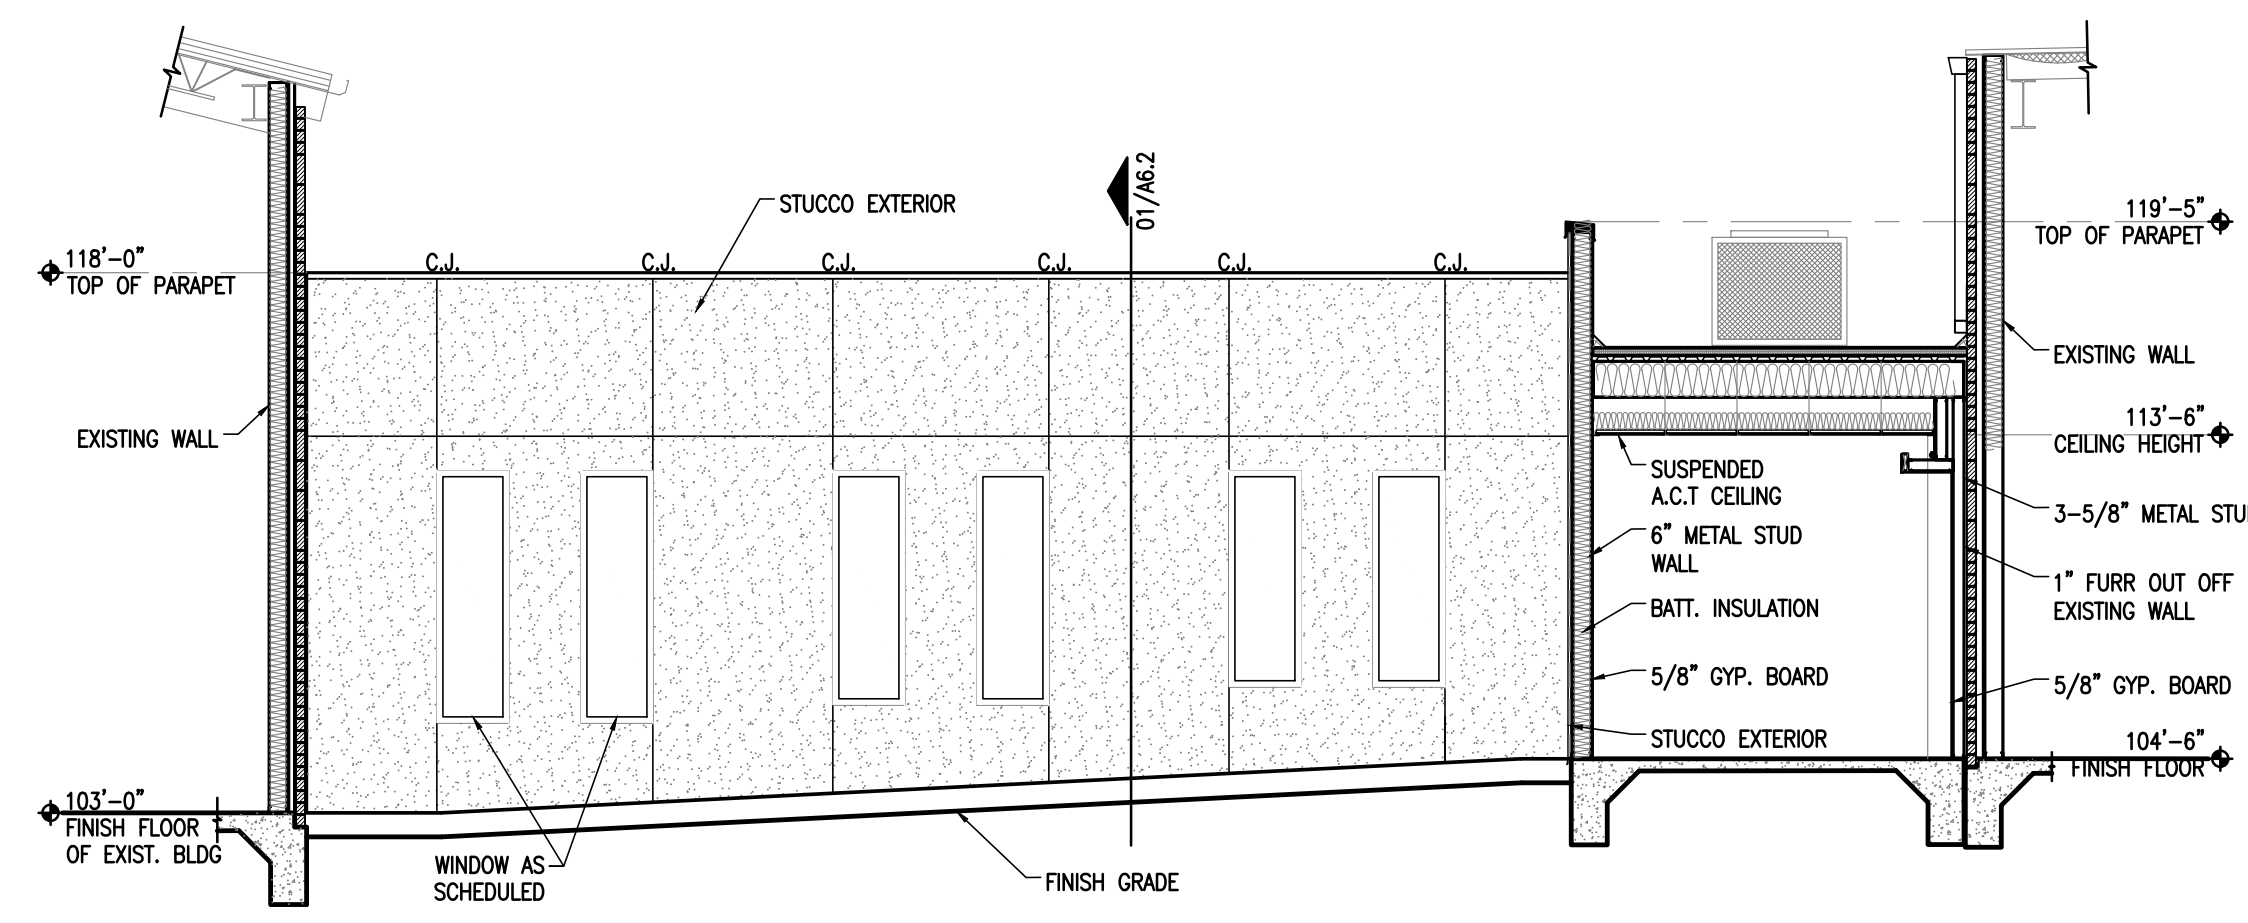 01/A6.2
STUCCO EXTERIOR
119'-5"
TOP OF PARAPET
118'-0"
TOP OF PARAPET
C.J. C.J. C.J. C.J. C.J. C.J.
EXISTING WALL
EXISTING WALL
113'-6"
CEILING HEIGHT
SUSPENDED
A.C.T CEILING
3-5/8" METAL STU
6" METAL STUD
WALL
1" FURR OUT OFF
EXISTING WALL
BATT. INSULATION
5/8" GYP. BOARD
5/8" GYP. BOARD
STUCCO EXTERIOR
104'-6"
FINISH FLOOR
103'-0"
FINISH FLOOR
OF EXIST. BLDG
WINDOW AS
SCHEDULED
FINISH GRADE